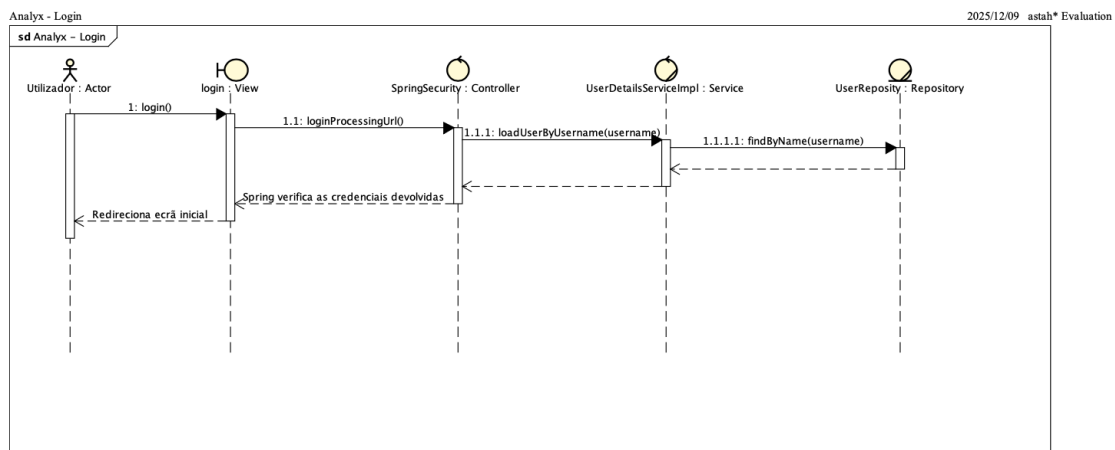 Analyx - Login
2025/12/09 astah* Evaluation
sd Analyx - Login
Utilizador : Actor
login : View
SpringSecurity : Controller
UserDetailsServiceImpl : Service
UserReposity : Repository
1: login()
1.1: loginProcessingUrl()
1.1.1: loadUserByUsername(username)
1.1.1.1: findByName(username)
Spring verifica as credenciais devolvidas
Redireciona ecrã inicial